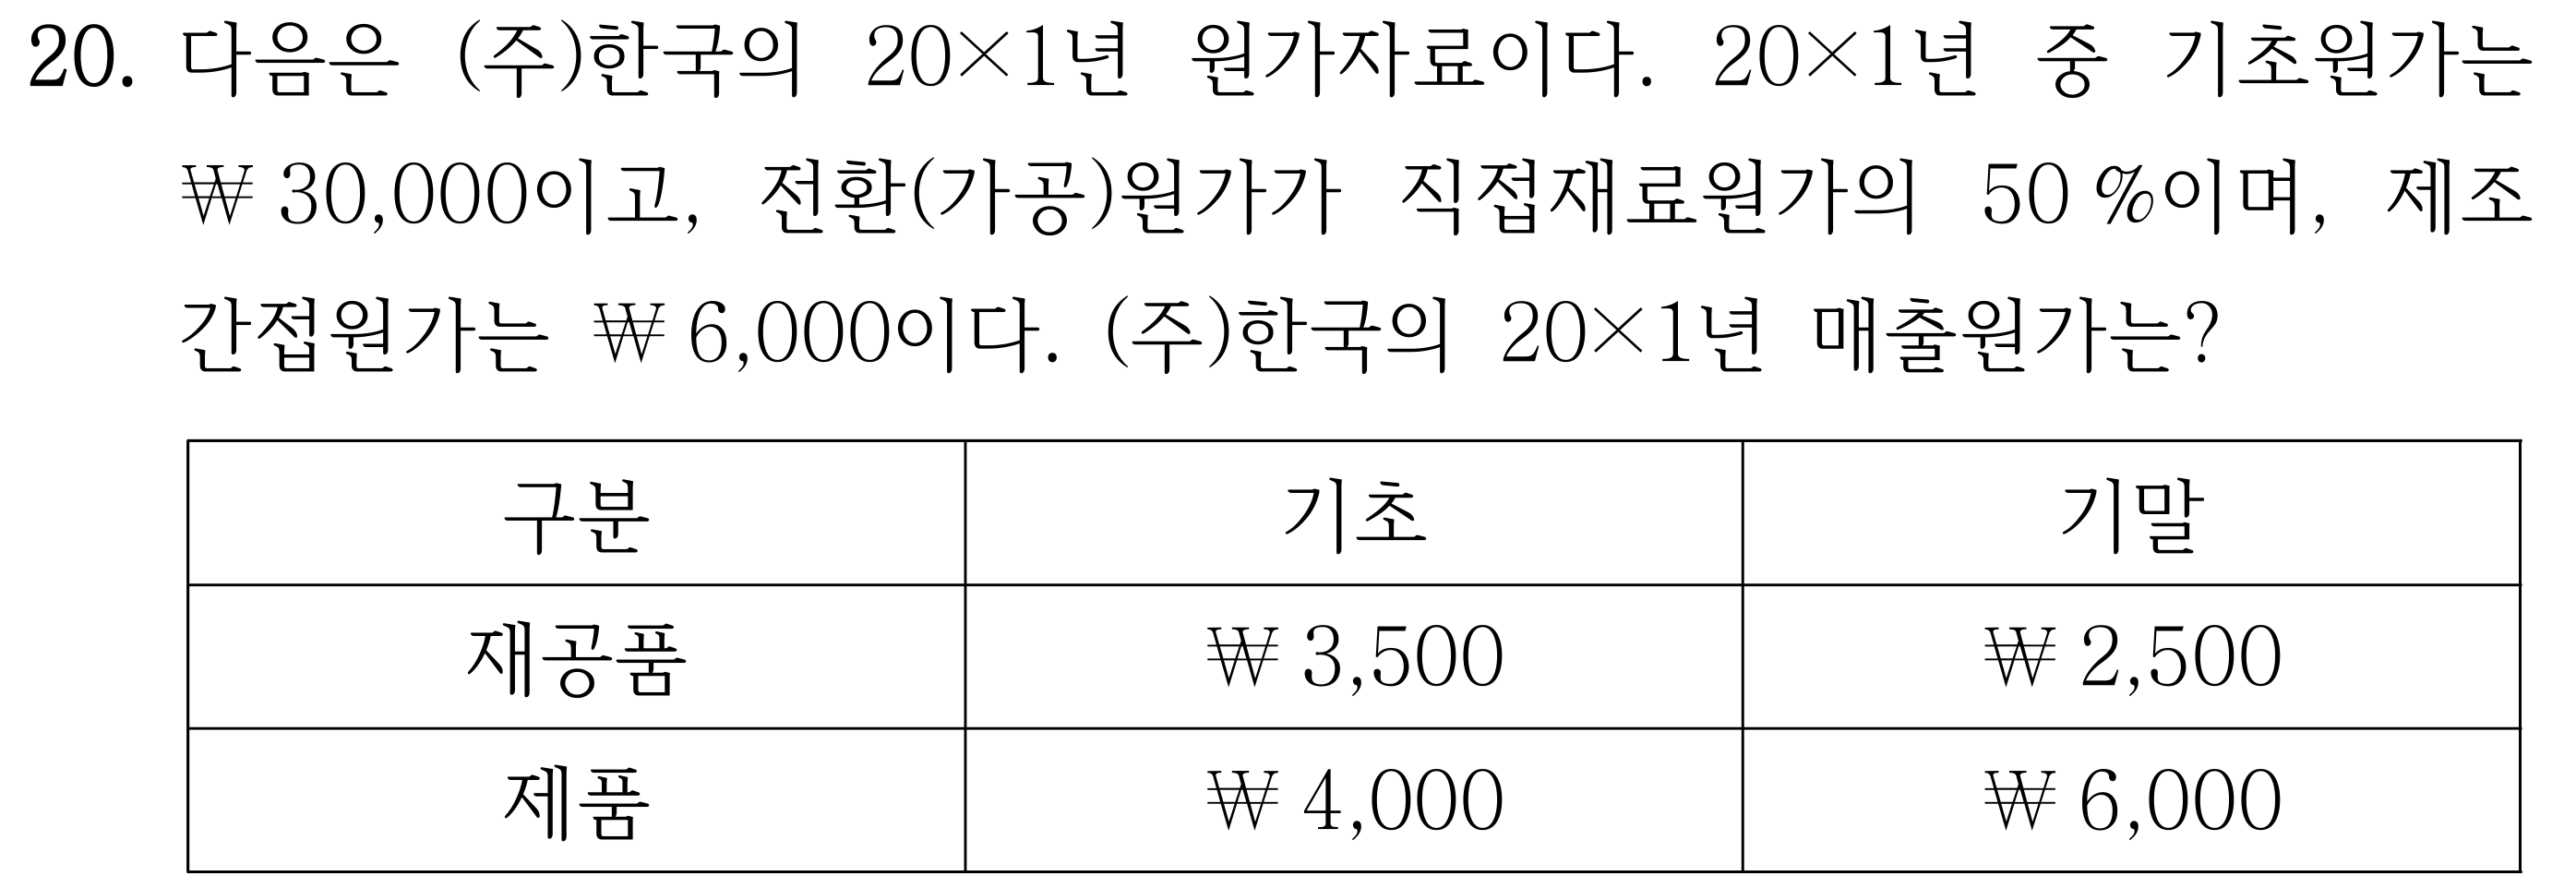 20. 다음은 (주)한국의 20×1년 원가자료이다. 20×1년 중 기초원가는
₩ 30,000이고, 전환(가공)원가가 직접재료원가의 50 %이며, 제조
간접원가는 ₩ 6,000이다. (주)한국의 20×1년 매출원가는?
구분 기초 기말
재공품 ₩ 3,500 ₩ 2,500
제품 ₩ 4,000 ₩ 6,000